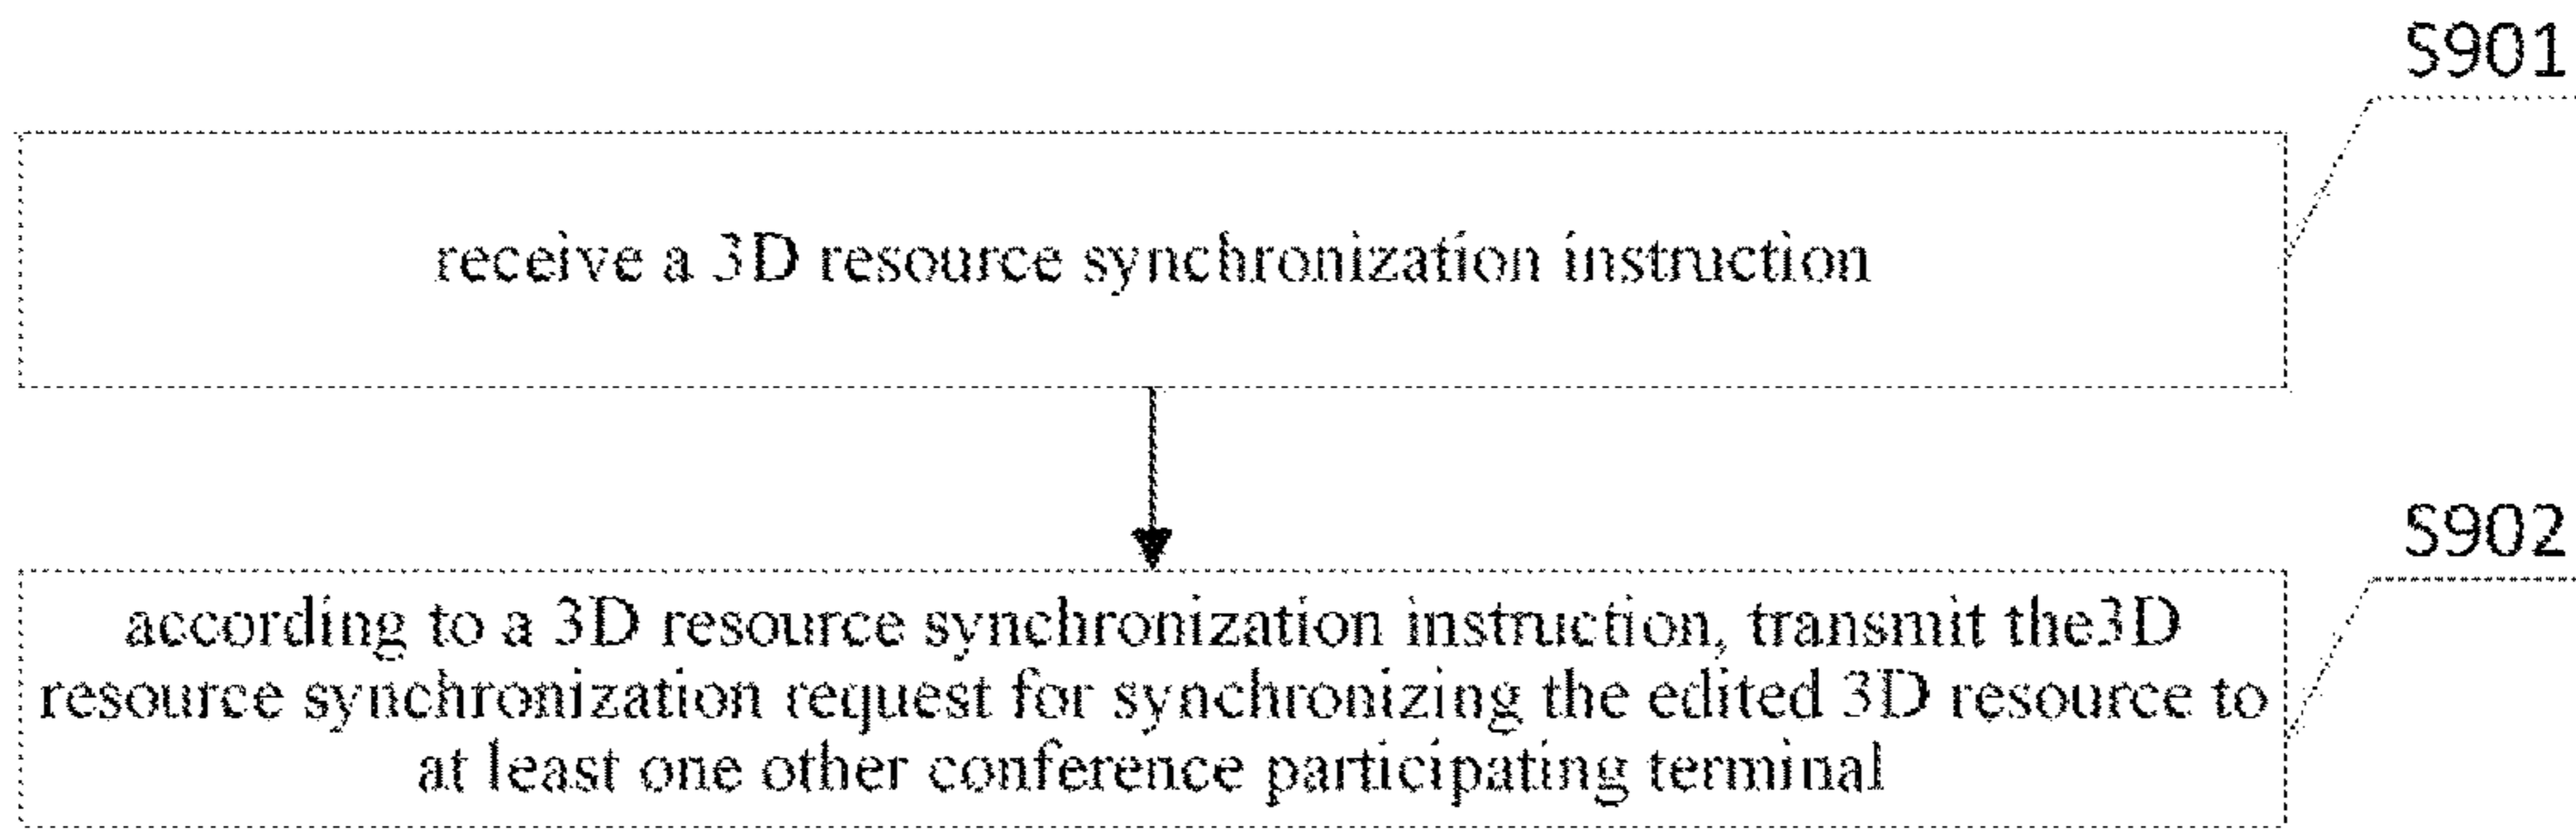 S901
receive a 3D resource synchronization instruction
S902
according to a 3D resource synchronization instruction, transmit the3D
resource synchronization request for synchronizing the edited 3D resource to
at least one other conference participating terminal